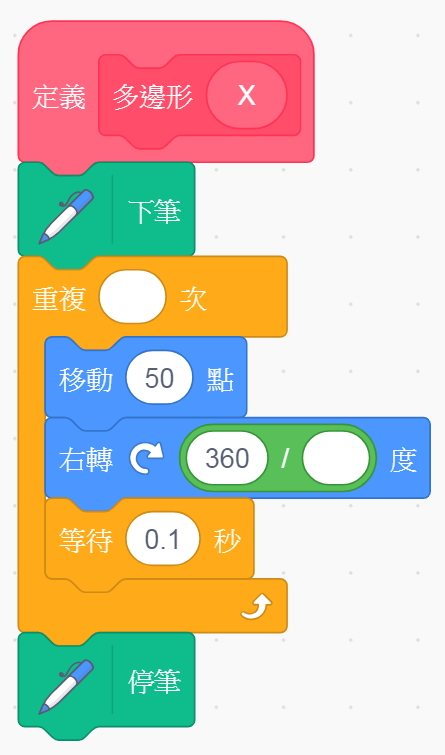 定義 多邊形 X
下筆
重複 次
移動 50 點
右轉 360 / 度
等待 0.1 秒
停筆